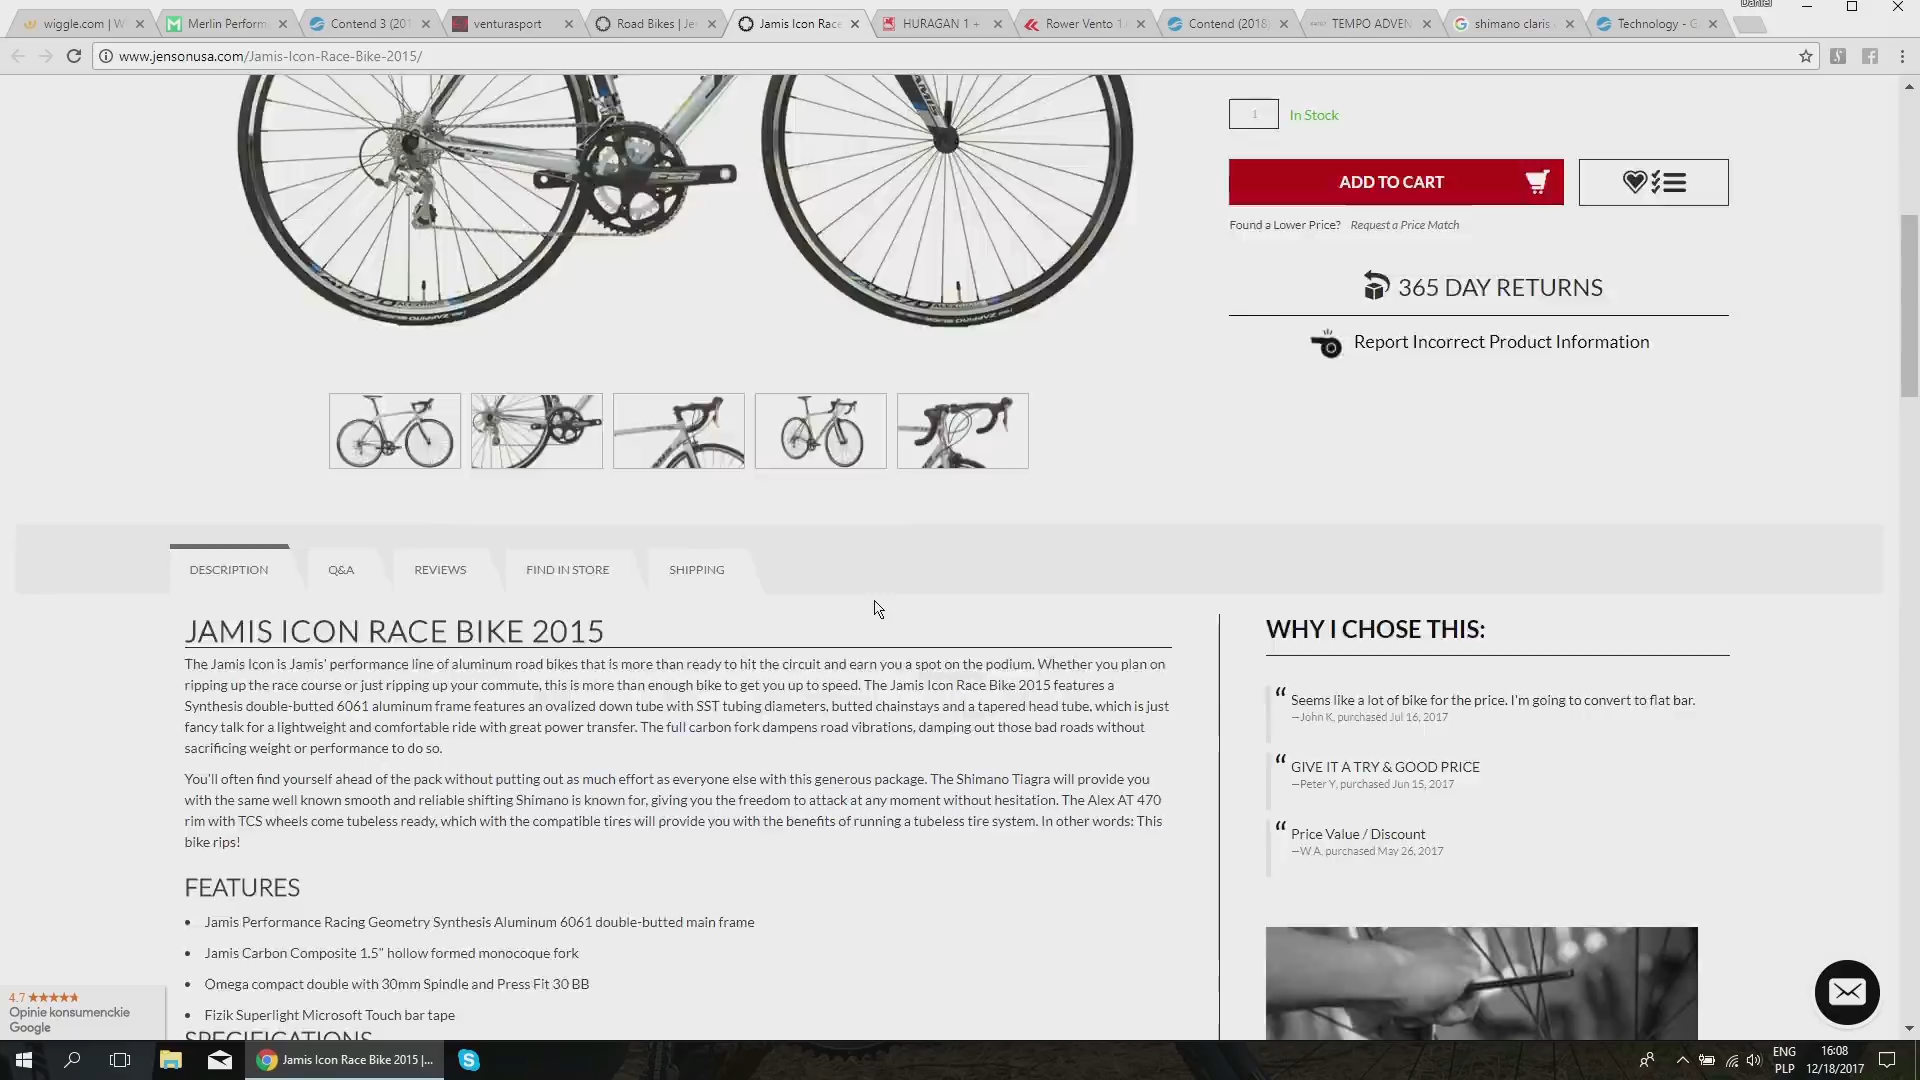 Daniel
wiggle.com | W
Merlin Perform
Contend 3 (201
venturasport
Road Bikes | Je
Jamis Icon Race
HURAGAN 1 +
Rower Vento 1.
Contend (2018)
TEMPO ADVEN
shimano claris
Technology - G
www.jensonusa.com/Jamis-Icon-Race-Bike-2015/
1
In Stock
ADD TO CART
Found a Lower Price? Request a Price Match
365 DAY RETURNS
Report Incorrect Product Information
FSA
DESCRIPTION
Q&A
REVIEWS
FIND IN STORE
SHIPPING
JAMIS ICON RACE BIKE 2015
The Jamis Icon is Jamis' performance line of aluminum road bikes that is more than ready to hit the circuit and earn you a spot on the podium. Whether you plan on
ripping up the race course or just ripping up your commute, this is more than enough bike to get you up to speed. The Jamis Icon Race Bike 2015 features a
Synthesis double-butted 6061 aluminum frame features an ovalized down tube with SST tubing diameters, butted chainstays and a tapered head tube, which is just
fancy talk for a lightweight and comfortable ride with great power transfer. The full carbon fork dampens road vibrations, damping out those bad roads without
sacrificing weight or performance to do so.
You'll often find yourself ahead of the pack without putting out as much effort as everyone else with this generous package. The Shimano Tiagra will provide you
with the same well known smooth and reliable shifting Shimano is known for, giving you the freedom to attack at any moment without hesitation. The Alex AT 470
rim with TCS wheels come tubeless ready, which with the compatible tires will provide you with the benefits of running a tubeless tire system. In other words: This
bike rips!
FEATURES
• Jamis Performance Racing Geometry Synthesis Aluminum 6061 double-butted main frame
• Jamis Carbon Composite 1.5" hollow formed monocoque fork
• Omega compact double with 30mm Spindle and Press Fit 30 BB
• Fizik Superlight Microsoft Touch bar tape
SPECIFICATIONS
WHY I CHOSE THIS:
“ Seems like a lot of bike for the price. I'm going to convert to flat bar.
—John K, purchased Jul 16, 2017
“ GIVE IT A TRY & GOOD PRICE
—Peter Y, purchased Jun 15, 2017
“ Price Value / Discount
—W A, purchased May 26, 2017
4.7 ★★★★★
Opinie konsumenckie
Google
Jamis Icon Race Bike 2015 |...
ENG
PLP
16:08
12/18/2017